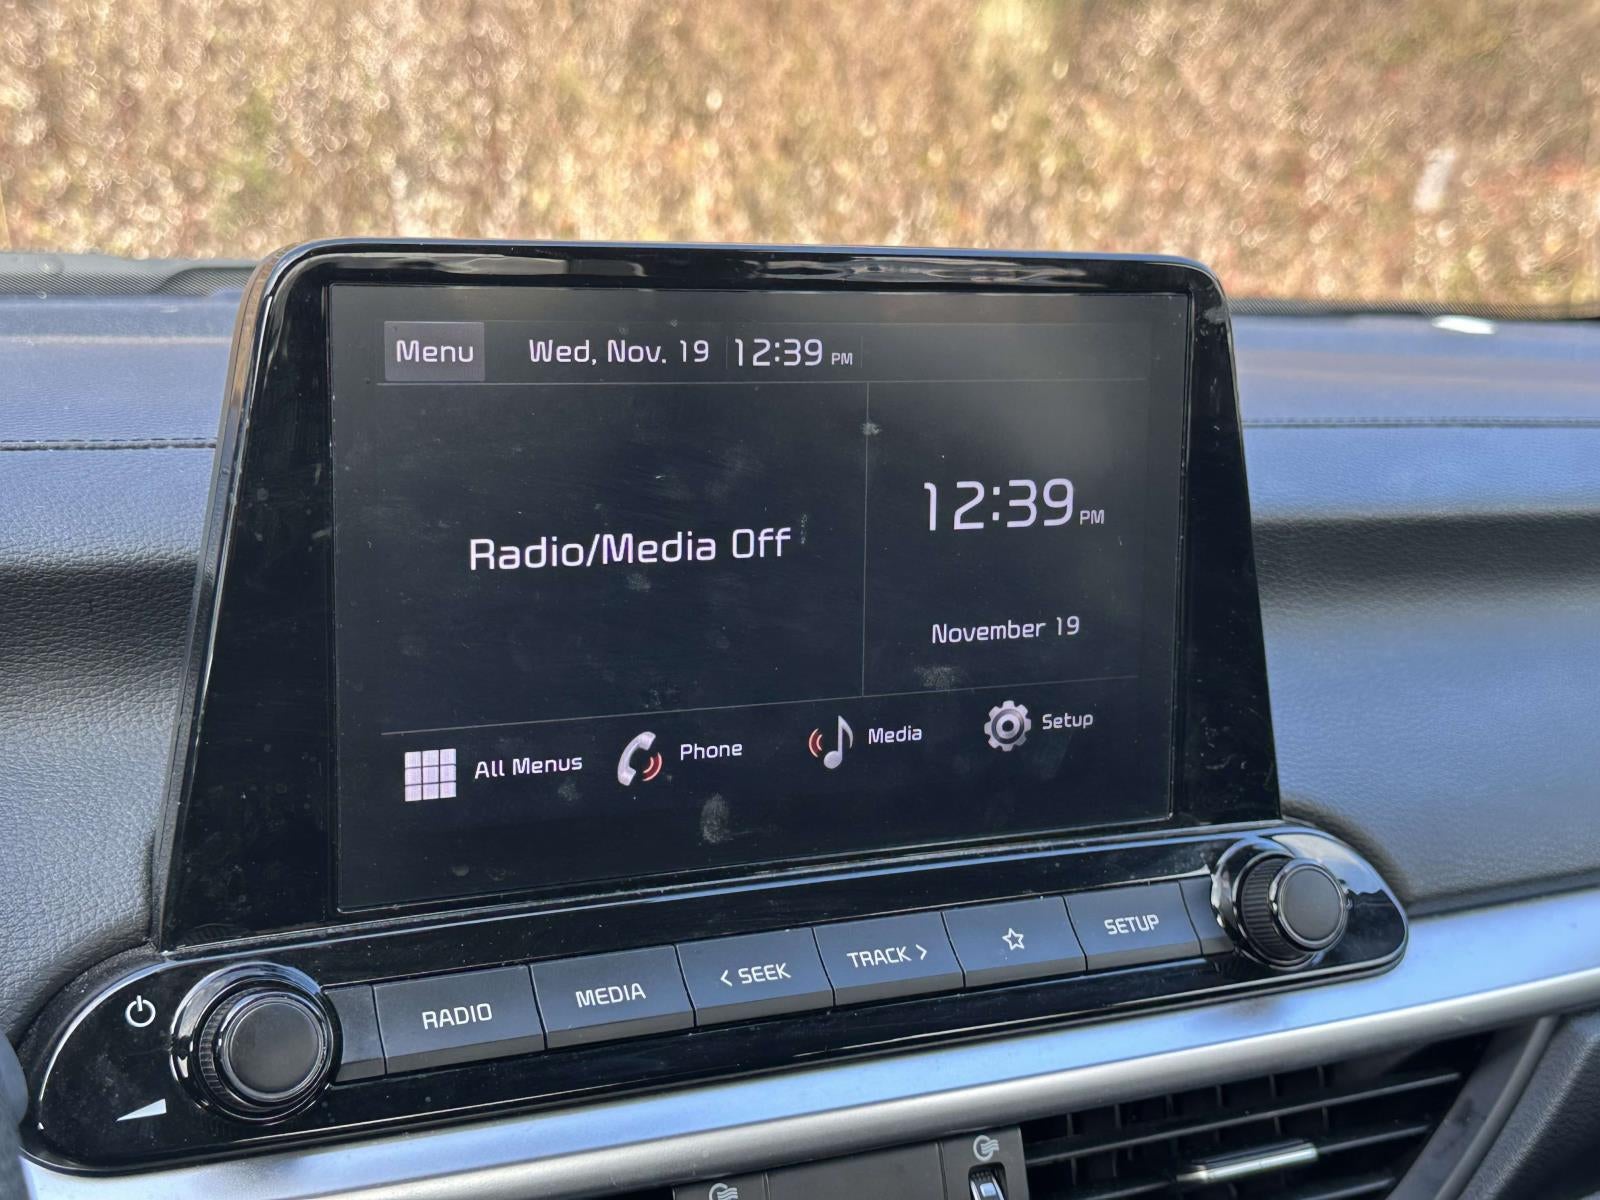 Menu Wed, Nov. 19 12:39 PM
Radio/Media Off
12:39 PM
November 19
All Menus Phone Media Setup
RADIO MEDIA < SEEK TRACK > SETUP